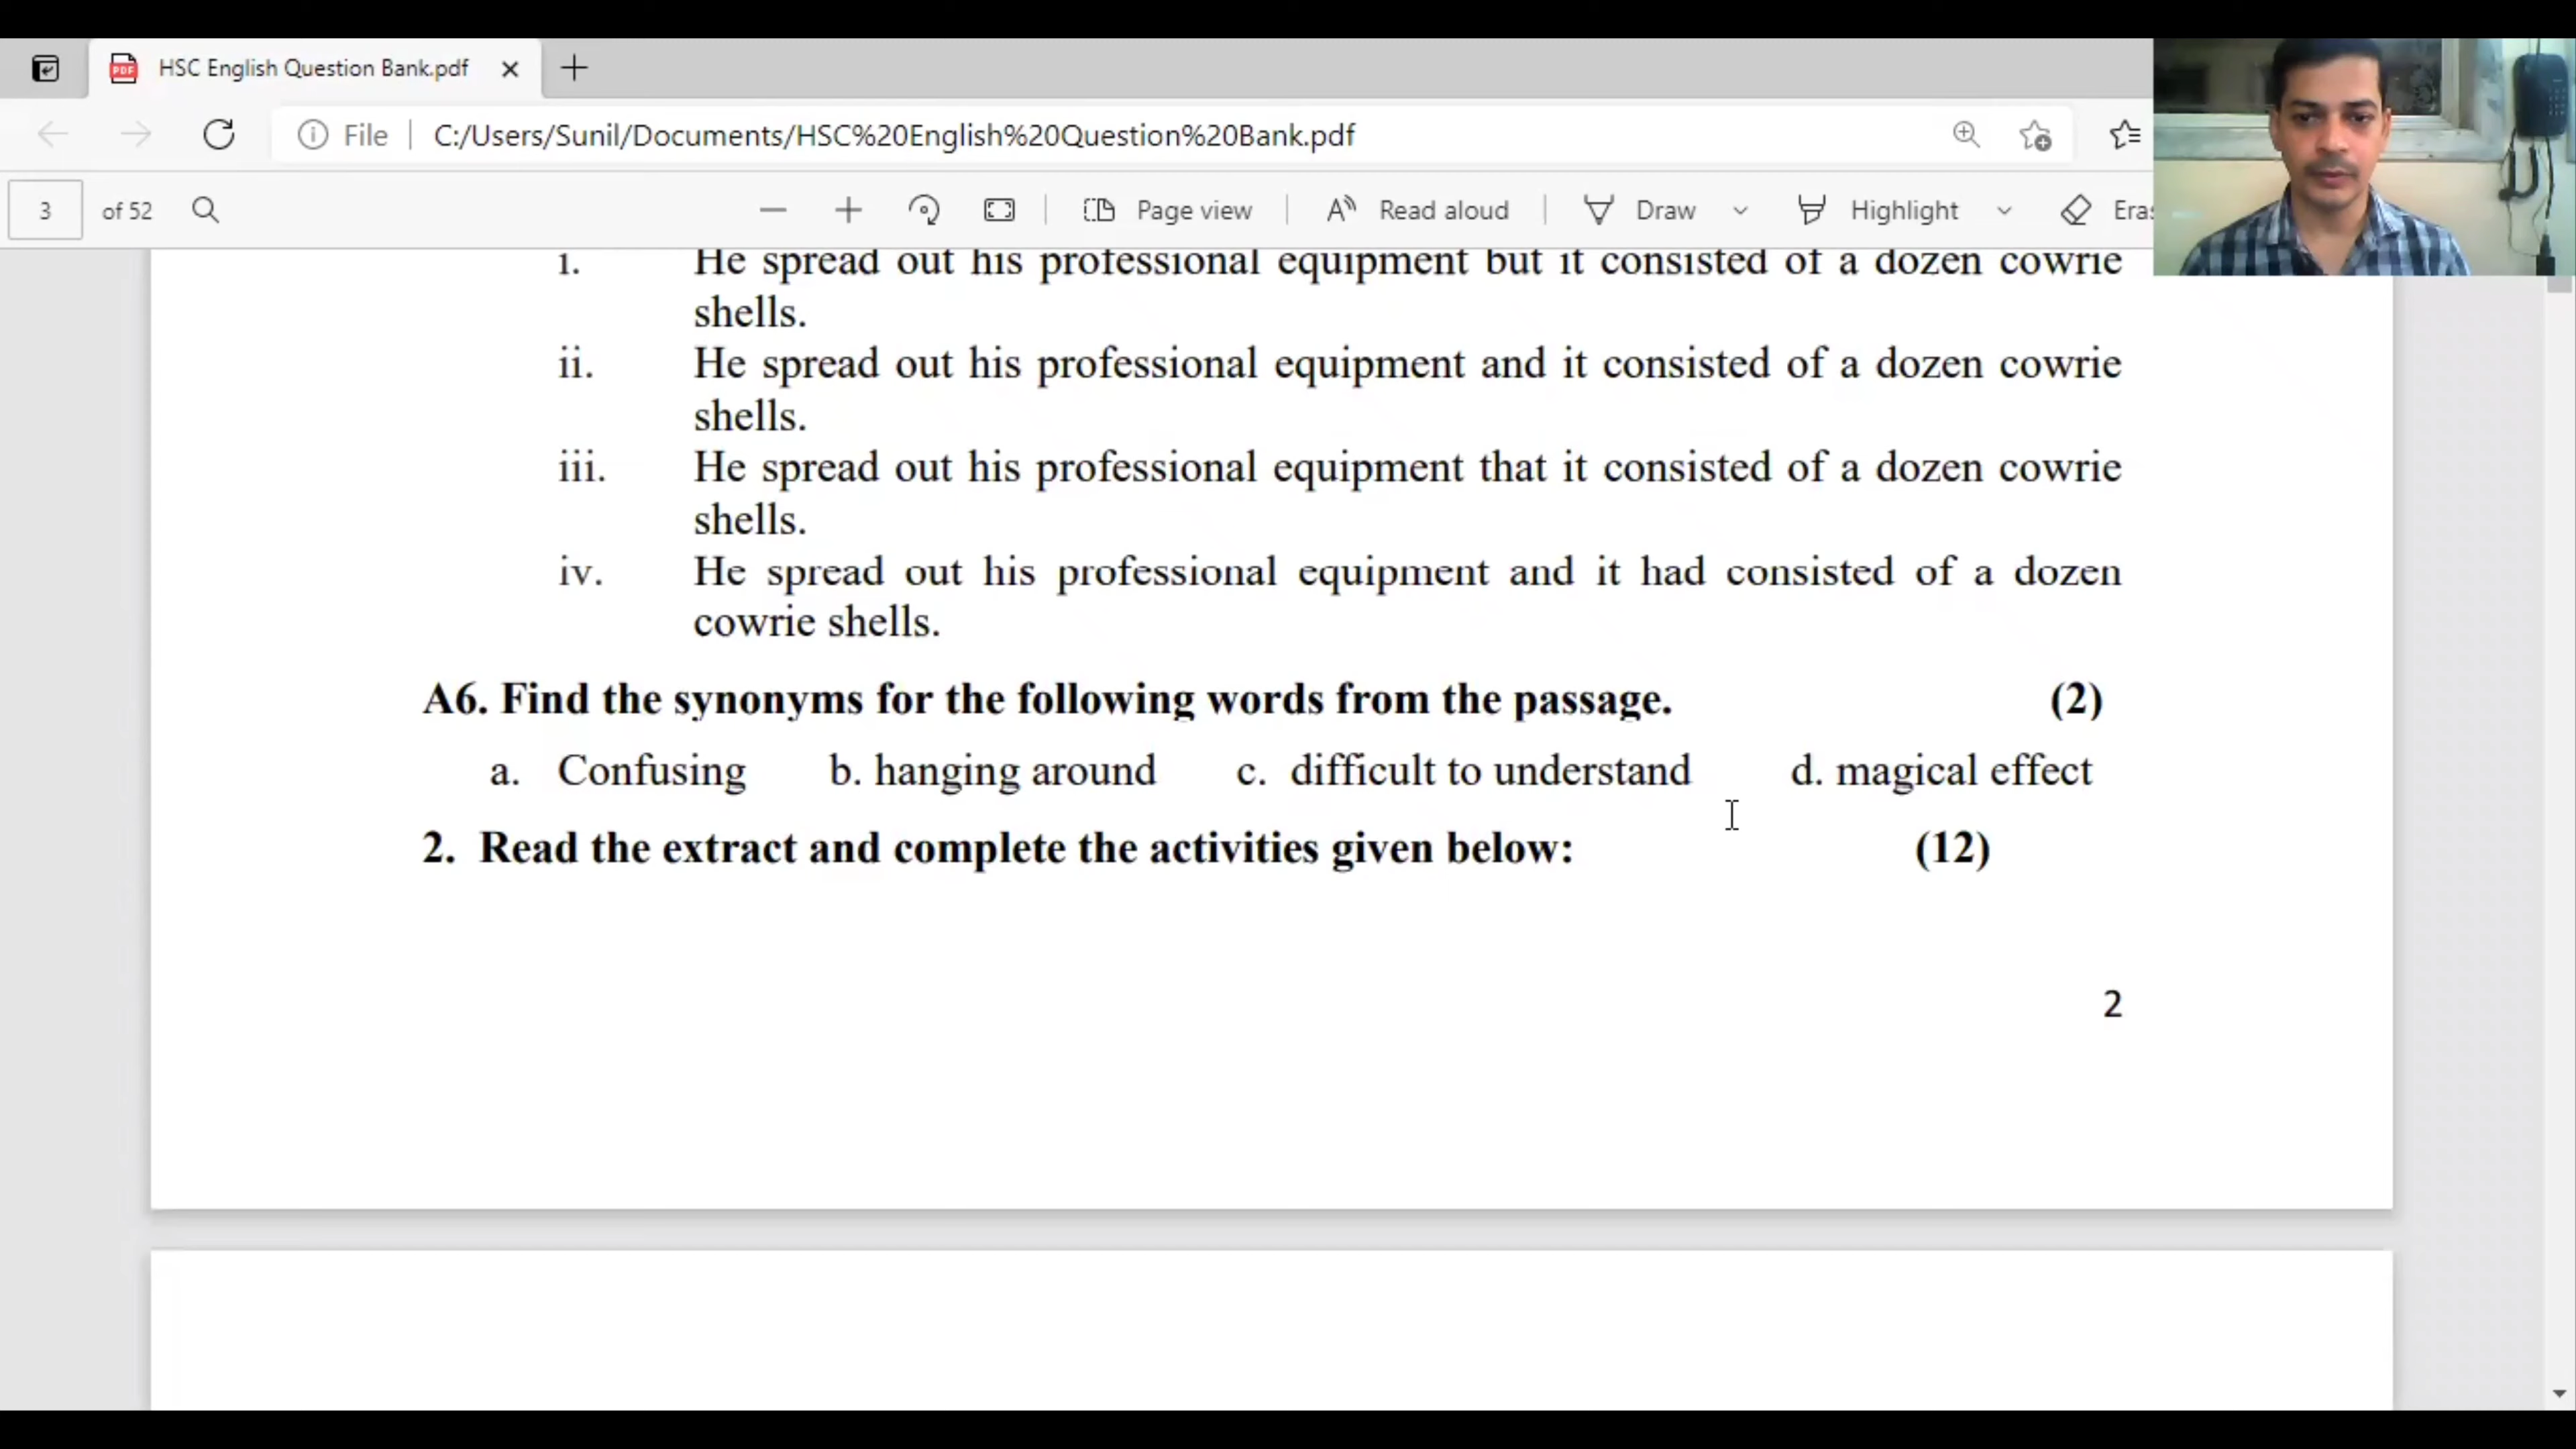 HSC English Question Bank.pdf
File C:/Users/Sunil/Documents/HSC%20English%20Question%20Bank.pdf
3 of 52 Page view Read aloud Draw Highlight Eras
i. He spread out his professional equipment but it consisted of a dozen cowrie
shells.
ii. He spread out his professional equipment and it consisted of a dozen cowrie
shells.
iii. He spread out his professional equipment that it consisted of a dozen cowrie
shells.
iv. He spread out his professional equipment and it had consisted of a dozen
cowrie shells.
A6. Find the synonyms for the following words from the passage. (2)
a. Confusing b. hanging around c. difficult to understand d. magical effect
2. Read the extract and complete the activities given below: (12)
2